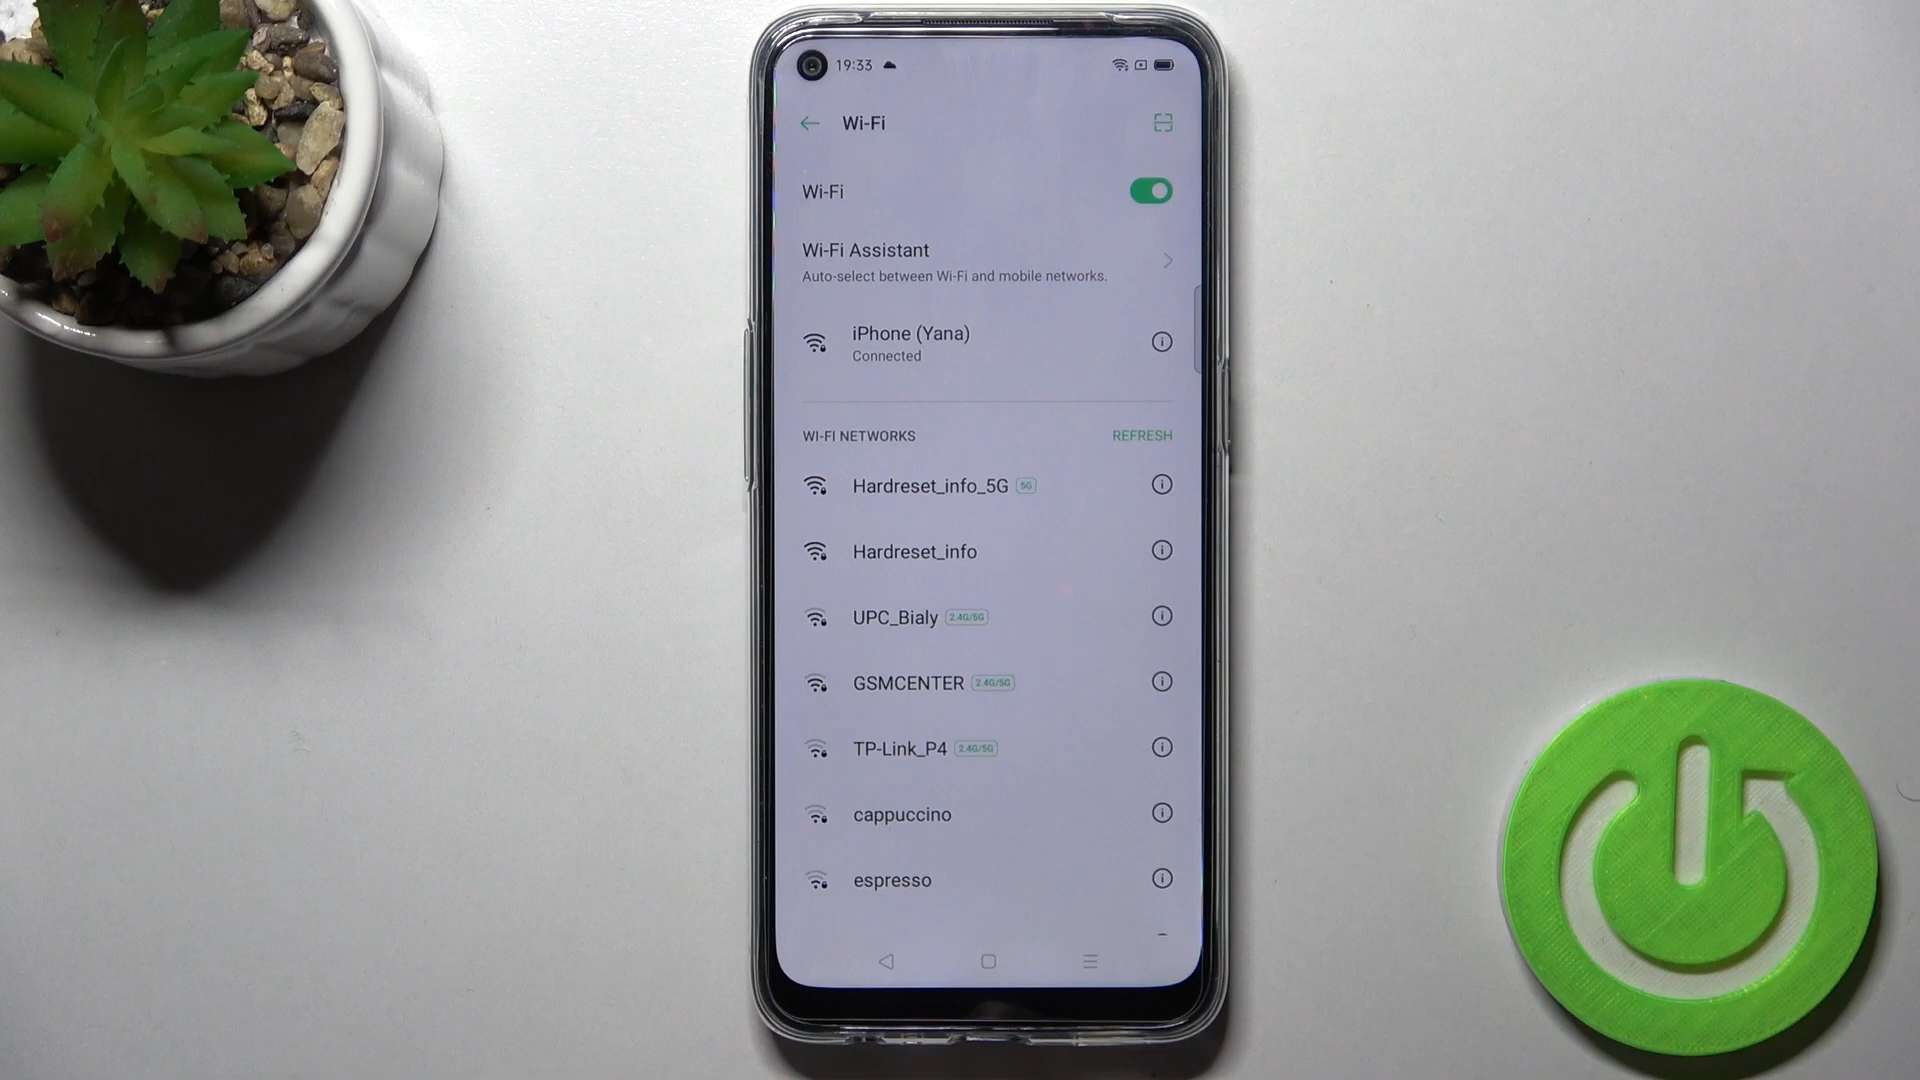 19:33
Wi-Fi
Wi-Fi
Wi-Fi Assistant
Auto-select between Wi-Fi and mobile networks.
iPhone (Yana)
Connected
WI-FI NETWORKS REFRESH
Hardreset_info_5G 5G
Hardreset_info
UPC_Bialy 2.4G/5G
GSMCENTER 2.4G/5G
TP-Link_P4 2.4G/5G
cappuccino
espresso